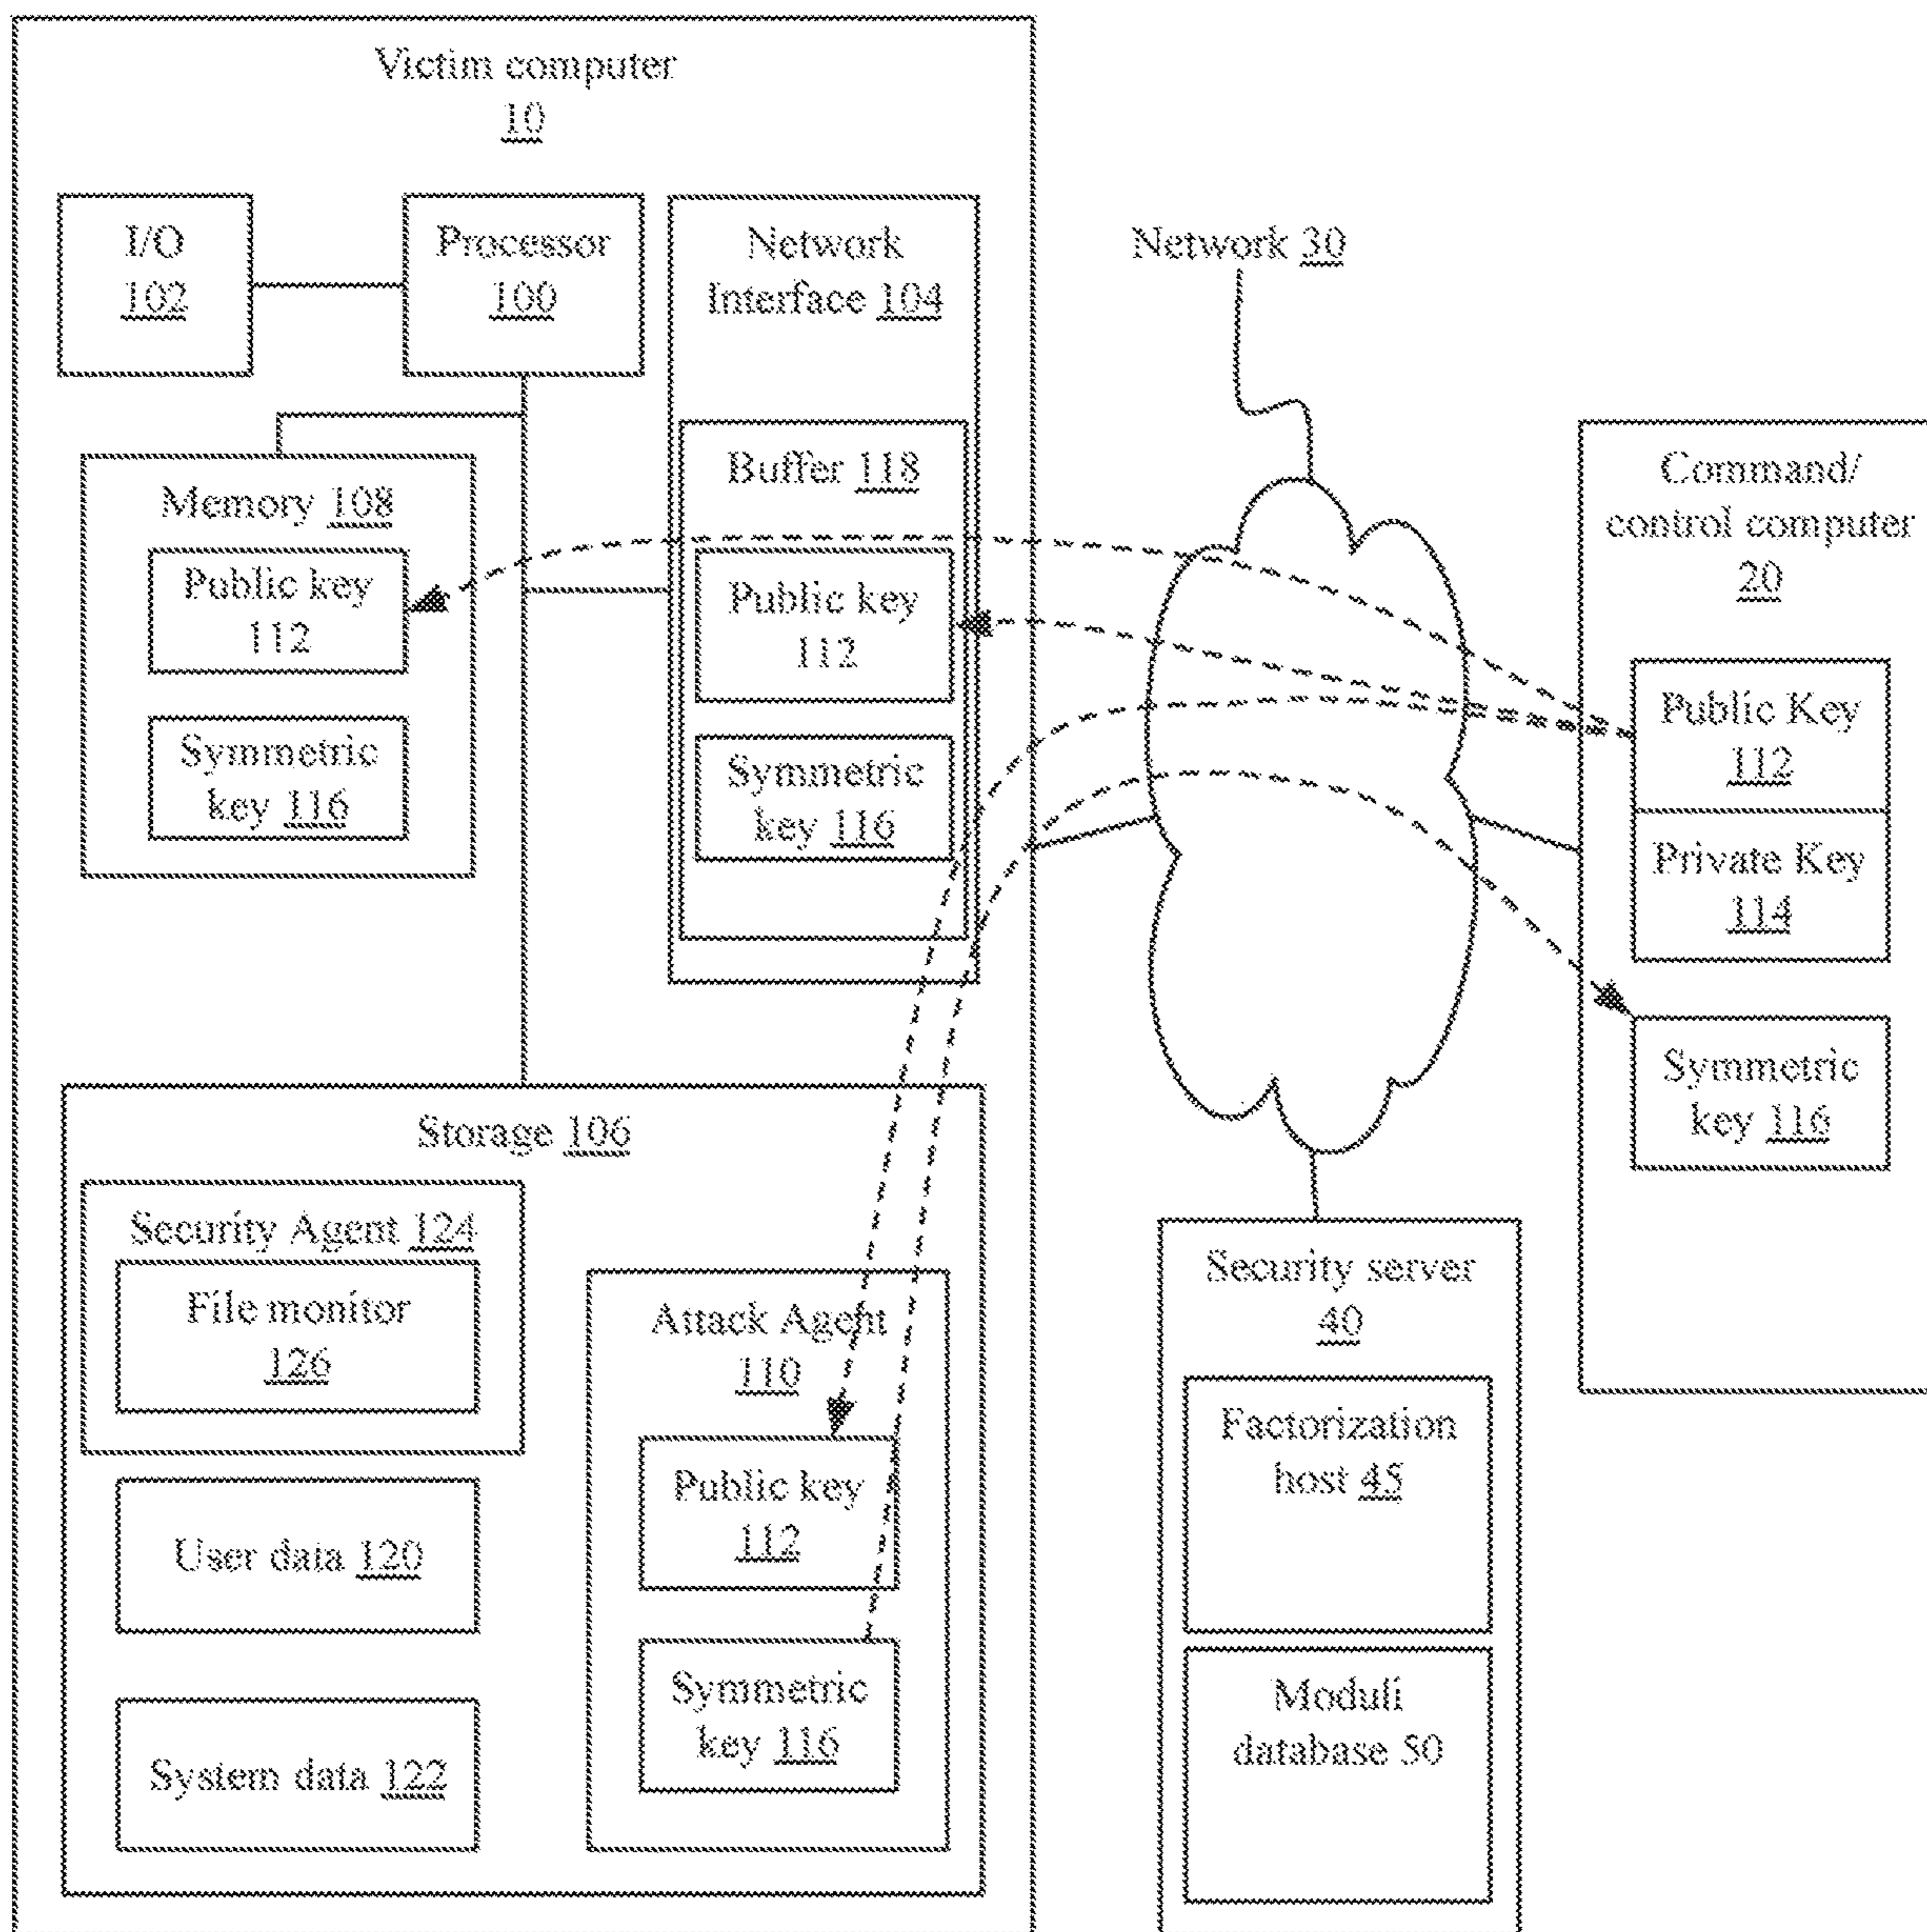 Victim computer
10
I/O
102
Processor
100
Network
Interface 104
Memory 108
Public key
112
Symmetric
key 116
Buffer 118
Public key
112
Symmetric
key 116
Storage 106
Security Agent 124
File monitor
126
User data 120
System data 122
Attack Agent
110
Public key
112
Symmetric
key 116
Network 30
Command/
control computer
20
Public Key
112
Private Key
114
Symmetric
key 116
Security server
40
Factorization
host 45
Moduli
database 50